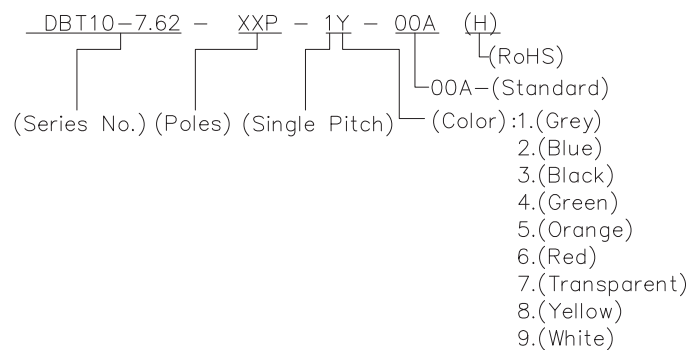 DBT10-7.62 - XXP - 1Y - 00A (H)
(RoHS)
00A-(Standard)
(Series No.) (Poles) (Single Pitch) (Color):1.(Grey)
2.(Blue)
3.(Black)
4.(Green)
5.(Orange)
6.(Red)
7.(Transparent)
8.(Yellow)
9.(White)